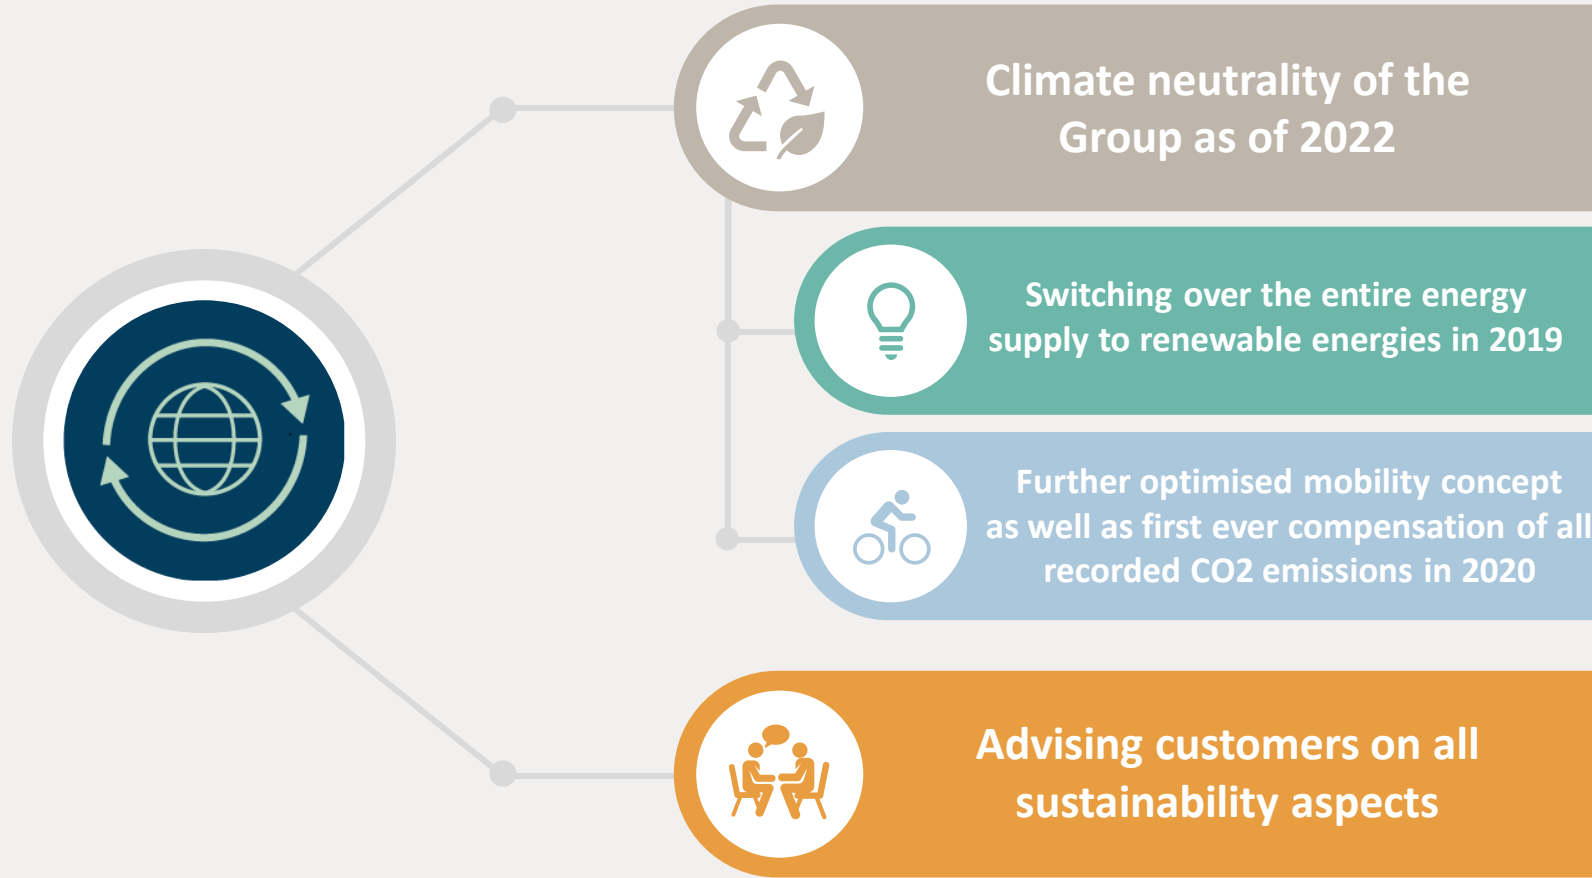 Climate neutrality of the
Group as of 2022
Switching over the entire energy
supply to renewable energies in 2019
Further optimised mobility concept
as well as first ever compensation of all
recorded CO2 emissions in 2020
Advising customers on all
sustainability aspects